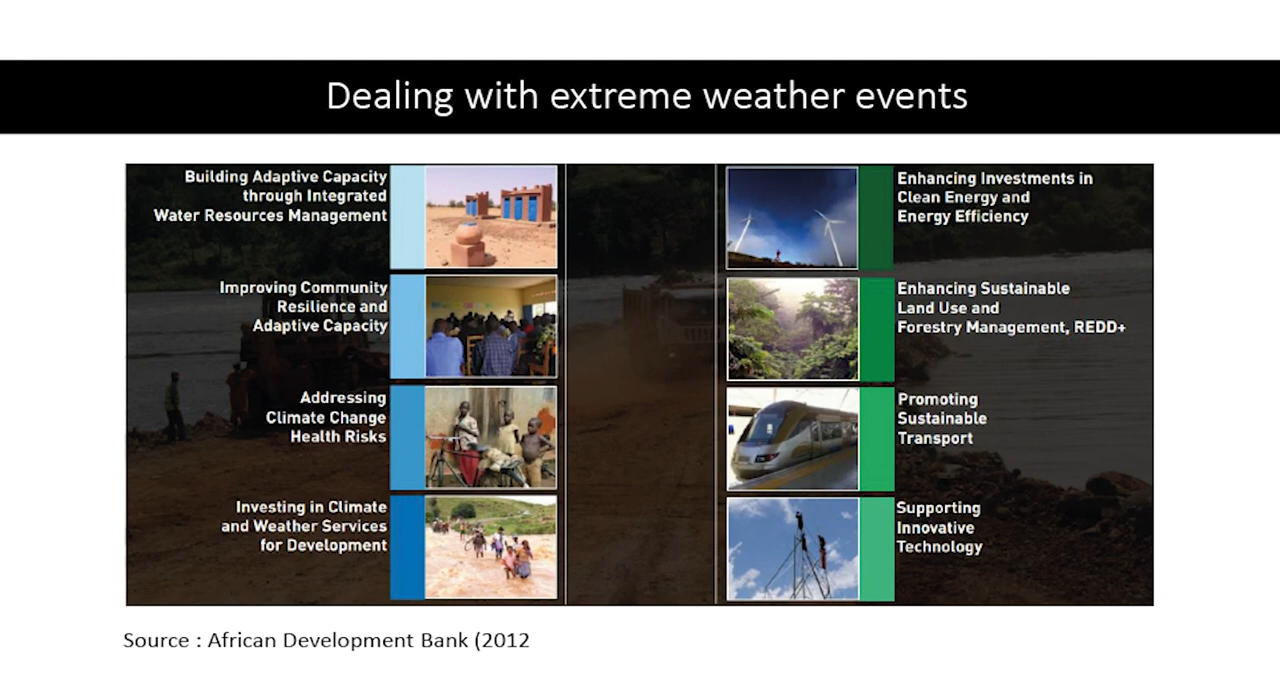 Dealing with extreme weather events
Building Adaptive Capacity
through Integrated
Water Resources Management
Improving Community
Resilience and
Adaptive Capacity
Addressing
Climate Change
Health Risks
Investing in Climate
and Weather Services
for Development
Enhancing Investments in
Clean Energy and
Energy Efficiency
Enhancing Sustainable
Land Use and
Forestry Management, REDD+
Promoting
Sustainable
Transport
Supporting
Innovative
Technology
Source : African Development Bank (2012